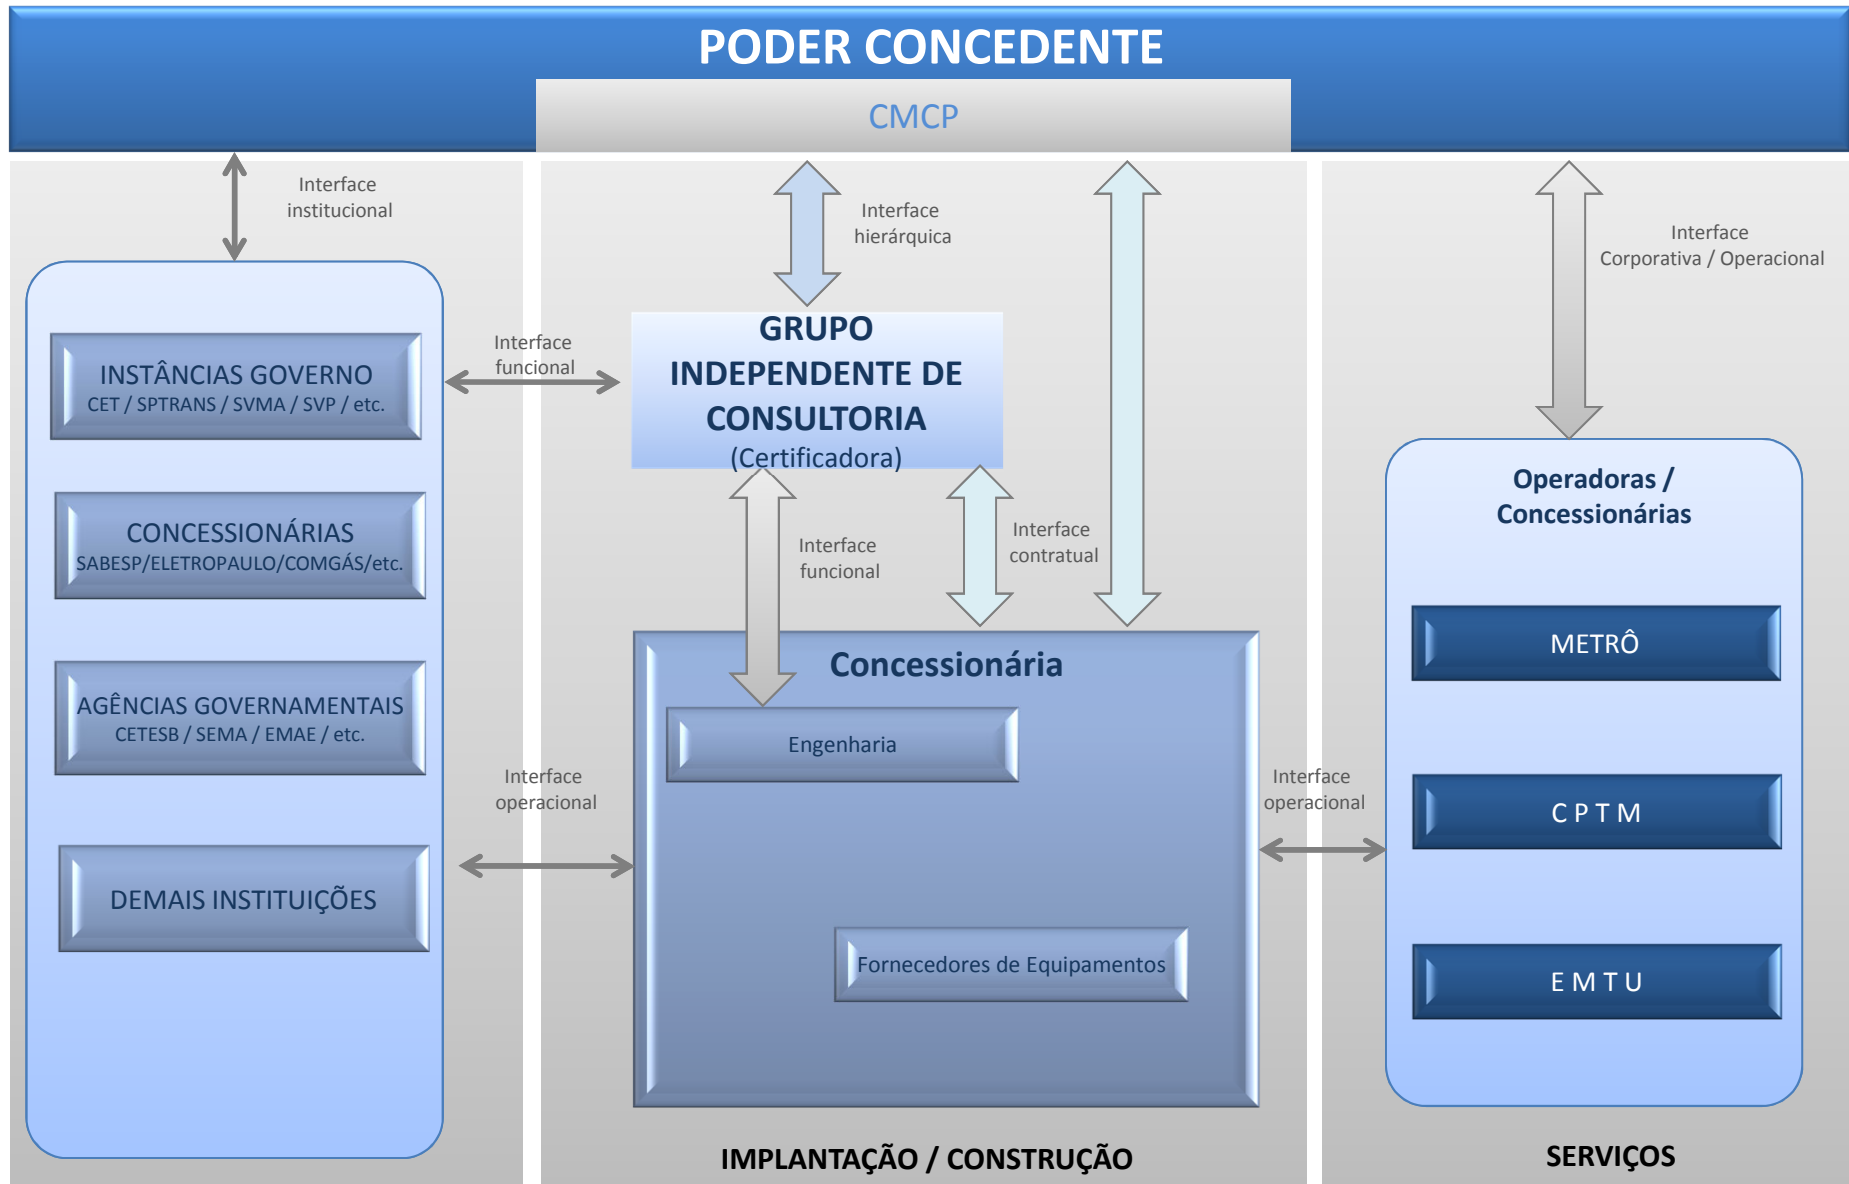 PODER CONCEDENTE
CMCP
Interface
institucional
INSTÂNCIAS GOVERNO
CET / SPTRANS / SVMA / SVP / etc.
CONCESSIONÁRIAS
SABESP/ELETROPAULO/COMGÁS/etc.
AGÊNCIAS GOVERNAMENTAIS
CETESB / SEMA / EMAE / etc.
DEMAIS INSTITUIÇÕES
Interface
funcional
Interface
operacional
Interface
hierárquica
GRUPO
INDEPENDENTE DE
CONSULTORIA
(Certificadora)
Interface
funcional
Interface
contratual
Concessionária
Engenharia
Fornecedores de Equipamentos
IMPLANTAÇÃO / CONSTRUÇÃO
Interface
operacional
Interface
Corporativa / Operacional
Operadoras /
Concessionárias
METRÔ
C P T M
E M T U
SERVIÇOS